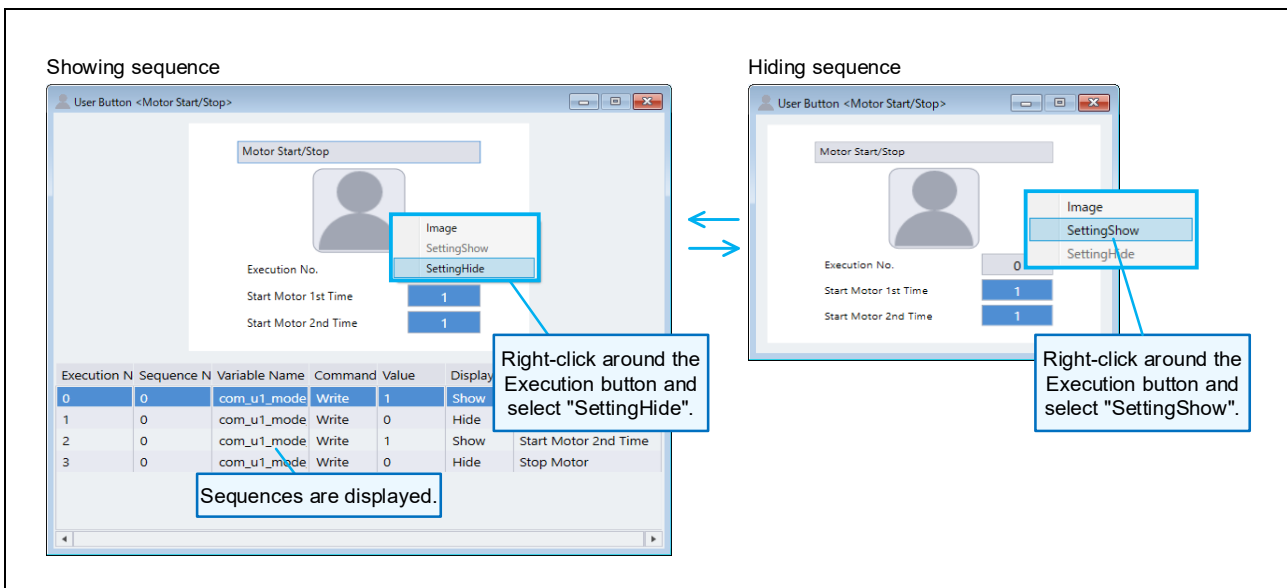 Showing sequence
User Button <Motor Start/Stop>
Motor Start/Stop
Image
SettingShow
SettingHide
Execution No.
Start Motor 1st Time 1
Start Motor 2nd Time 1
Right-click around the
Execution button and
select "SettingHide".
Execution N Sequence N Variable Name Command Value Display
0 0 com_u1_mode Write 1 Show
1 0 com_u1_mode Write 0 Hide
2 0 com_u1_mode Write 1 Show Start Motor 2nd Time
3 0 com_u1_mode Write 0 Hide Stop Motor
Sequences are displayed.
Hiding sequence
User Button <Motor Start/Stop>
Motor Start/Stop
Image
SettingShow
SettingHide
Execution No. 0
Start Motor 1st Time 1
Start Motor 2nd Time 1
Right-click around the
Execution button and
select "SettingShow".